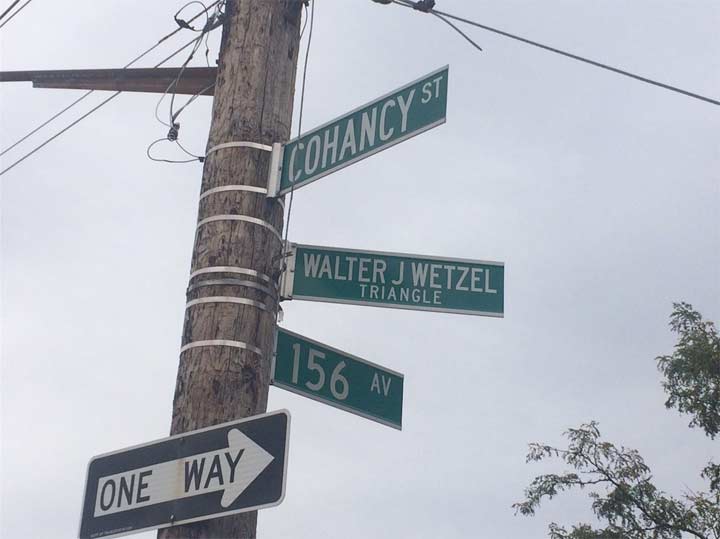 COHANCY ST
WALTER J WETZEL
TRIANGLE
156 AV
ONE WAY